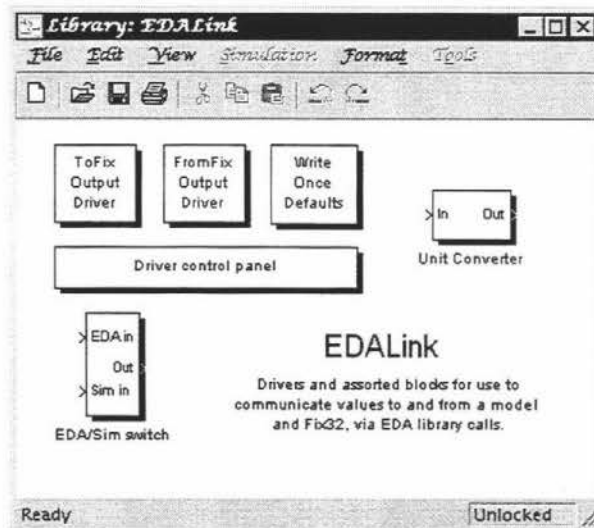 Library: EDALink
File Edit View Simulation Format Tools
ToFix
Output
Driver
FromFix
Output
Driver
Write
Once
Defaults
In Out
Unit Converter
Driver control panel
EDA in
Out
Sim in
EDA/Sim switch
EDALink
Drivers and assorted blocks for use to
communicate values to and from a model
and Fix32, via EDA library calls.
Ready Unlocked